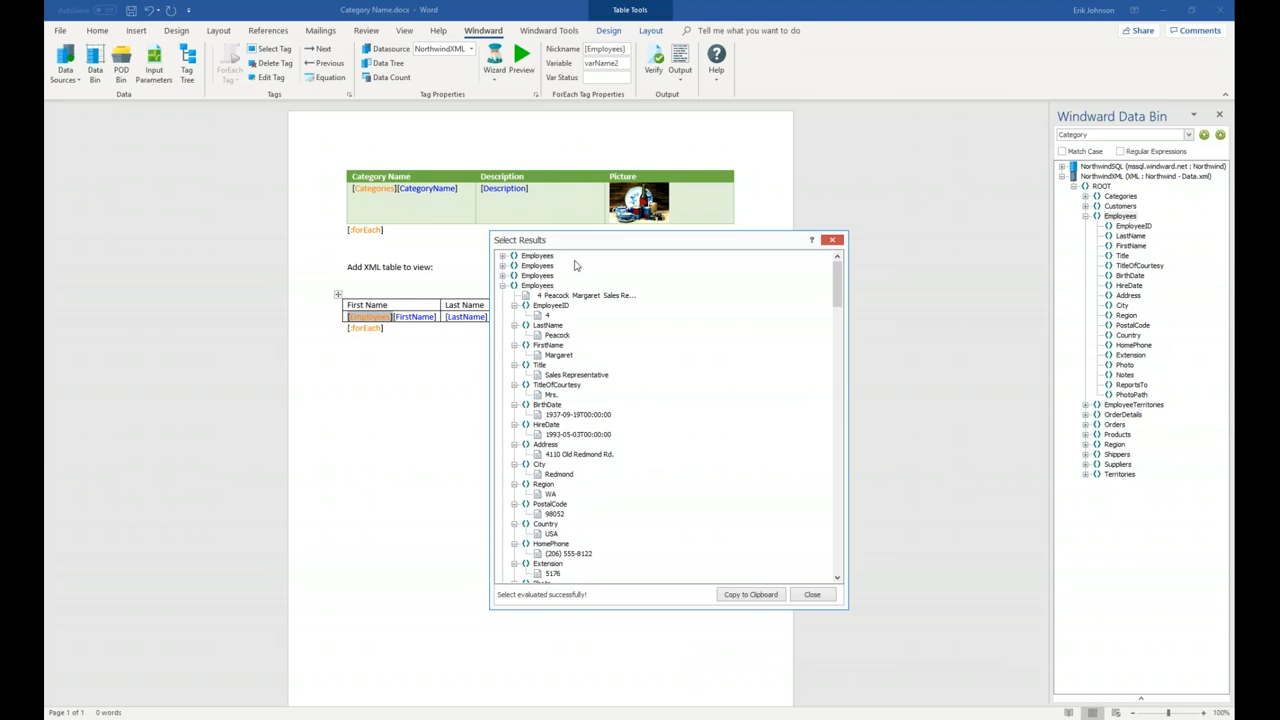 AutoSave Off
Category Name.docx - Word
Table Tools
Erik Johnson
File Home Insert Design Layout References Mailings Review View Help Windward Windward Tools Design Layout Tell me what you want to do
Share Comments
Data Sources
Data Bin
POD Bin
Input Parameters
Tag Tree
Data
ForEach Tag
Select Tag
Delete Tag
Edit Tag
Next
Previous
Equation
Tags
Datasource NorthwindXML
Data Tree
Data Count
Wizard
Preview
Tag Properties
Nickname [Employees]
Variable varName2
Var Status
ForEach Tag Properties
Verify
Output
Output
Help
Category Name Description Picture
[Categories][CategoryName] [Description]
[:forEach]
Add XML table to view:
First Name Last Name
[Employees][FirstName] [LastName]
[:forEach]
Select Results
?
Employees
Employees
Employees
Employees
4 Peacock Margaret Sales Re...
EmployeeID
4
LastName
Peacock
FirstName
Margaret
Title
Sales Representative
TitleOfCourtesy
Mrs.
BirthDate
1937-09-19T00:00:00
HireDate
1993-05-03T00:00:00
Address
4110 Old Redmond Rd.
City
Redmond
Region
WA
PostalCode
98052
Country
USA
HomePhone
(206) 555-8122
Extension
5176
Photo
Select evaluated successfully!
Copy to Clipboard
Close
Windward Data Bin
Category
Match Case Regular Expressions
NorthwindSQL (mssql.windward.net : Northwind)
NorthwindXML (XML : Northwind - Data.xml)
ROOT
Categories
Customers
Employees
EmployeeID
LastName
FirstName
Title
TitleOfCourtesy
BirthDate
HireDate
Address
City
Region
PostalCode
Country
HomePhone
Extension
Photo
Notes
ReportsTo
PhotoPath
EmployeeTerritories
OrderDetails
Orders
Products
Region
Shippers
Suppliers
Territories
Page 1 of 1 0 words
100%